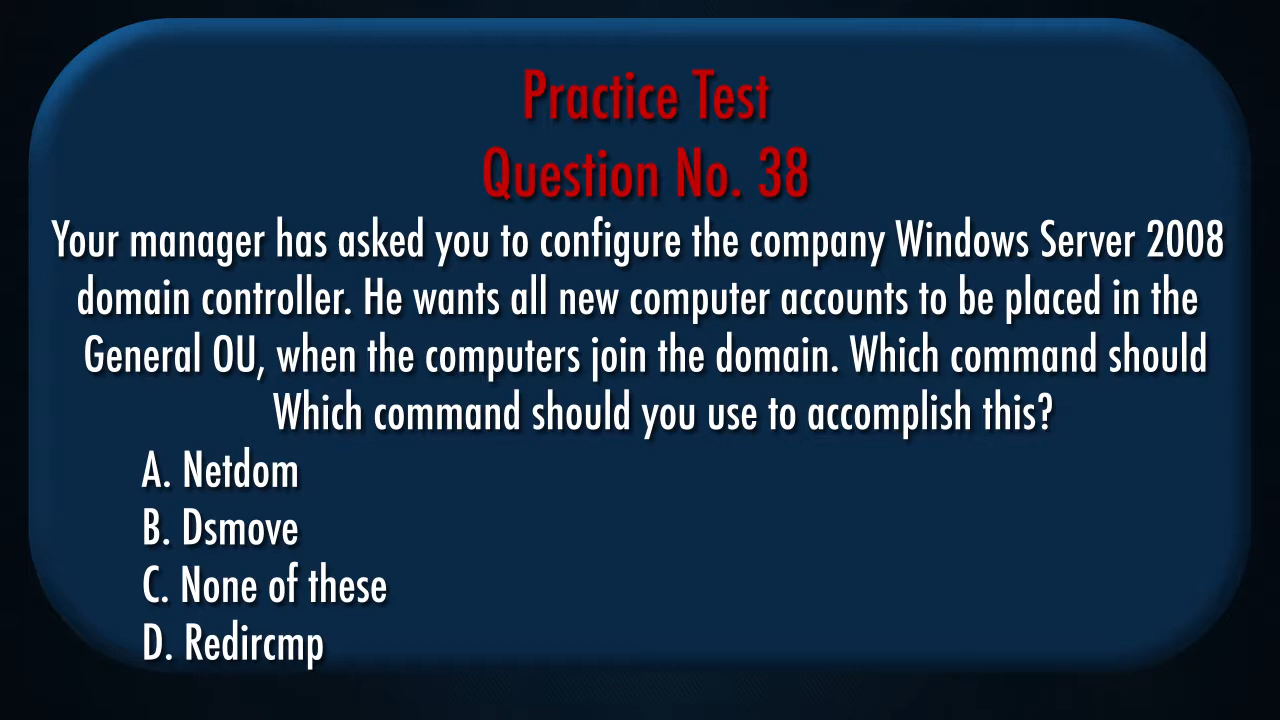 Practice Test
Question No. 38
Your manager has asked you to configure the company Windows Server 2008
domain controller. He wants all new computer accounts to be placed in the
General OU, when the computers join the domain. Which command should
Which command should you use to accomplish this?
A. Netdom
B. Dsmove
C. None of these
D. Redircmp